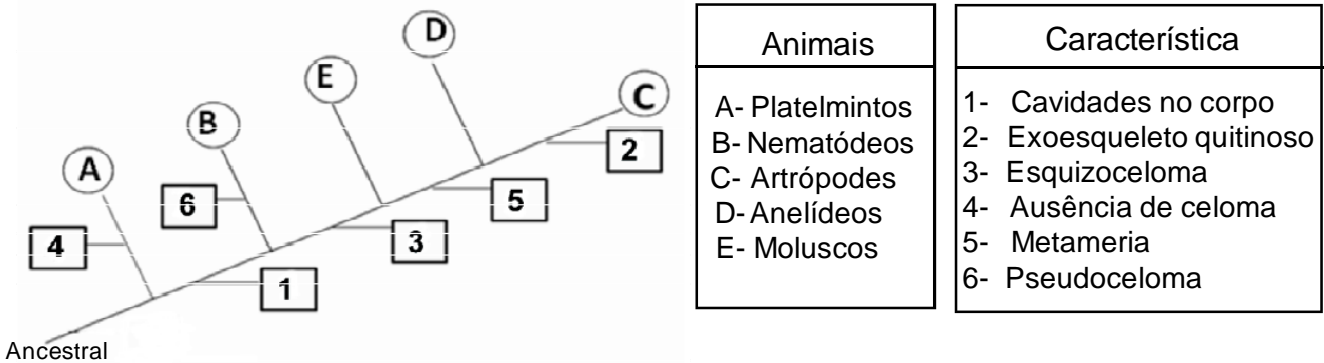 D
E
C
B
2
A
6
5
4
3
1
Ancestral
Animais
A- Platelmintos
B- Nematódeos
C- Artrópodes
D- Anelídeos
E- Moluscos
Característica
1- Cavidades no corpo
2- Exoesqueleto quitinoso
3- Esquizoceloma
4- Ausência de celoma
5- Metameria
6- Pseudoceloma